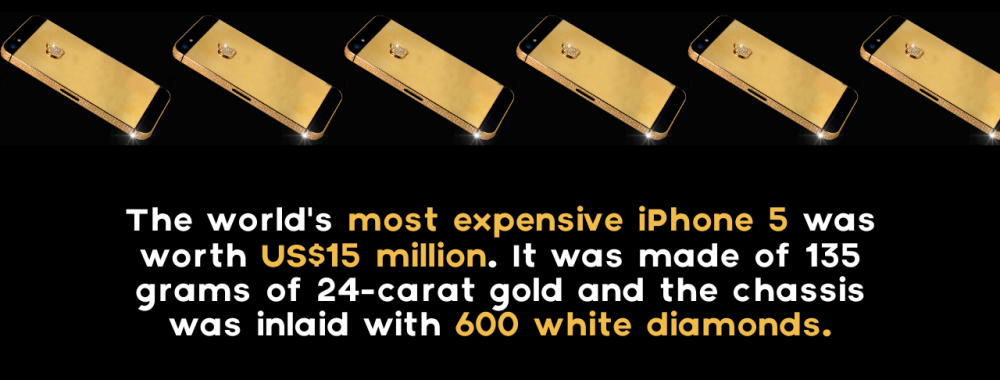 The world's most expensive iPhone 5 was
worth US$15 million. It was made of 135
grams of 24-carat gold and the chassis
was inlaid with 600 white diamonds.